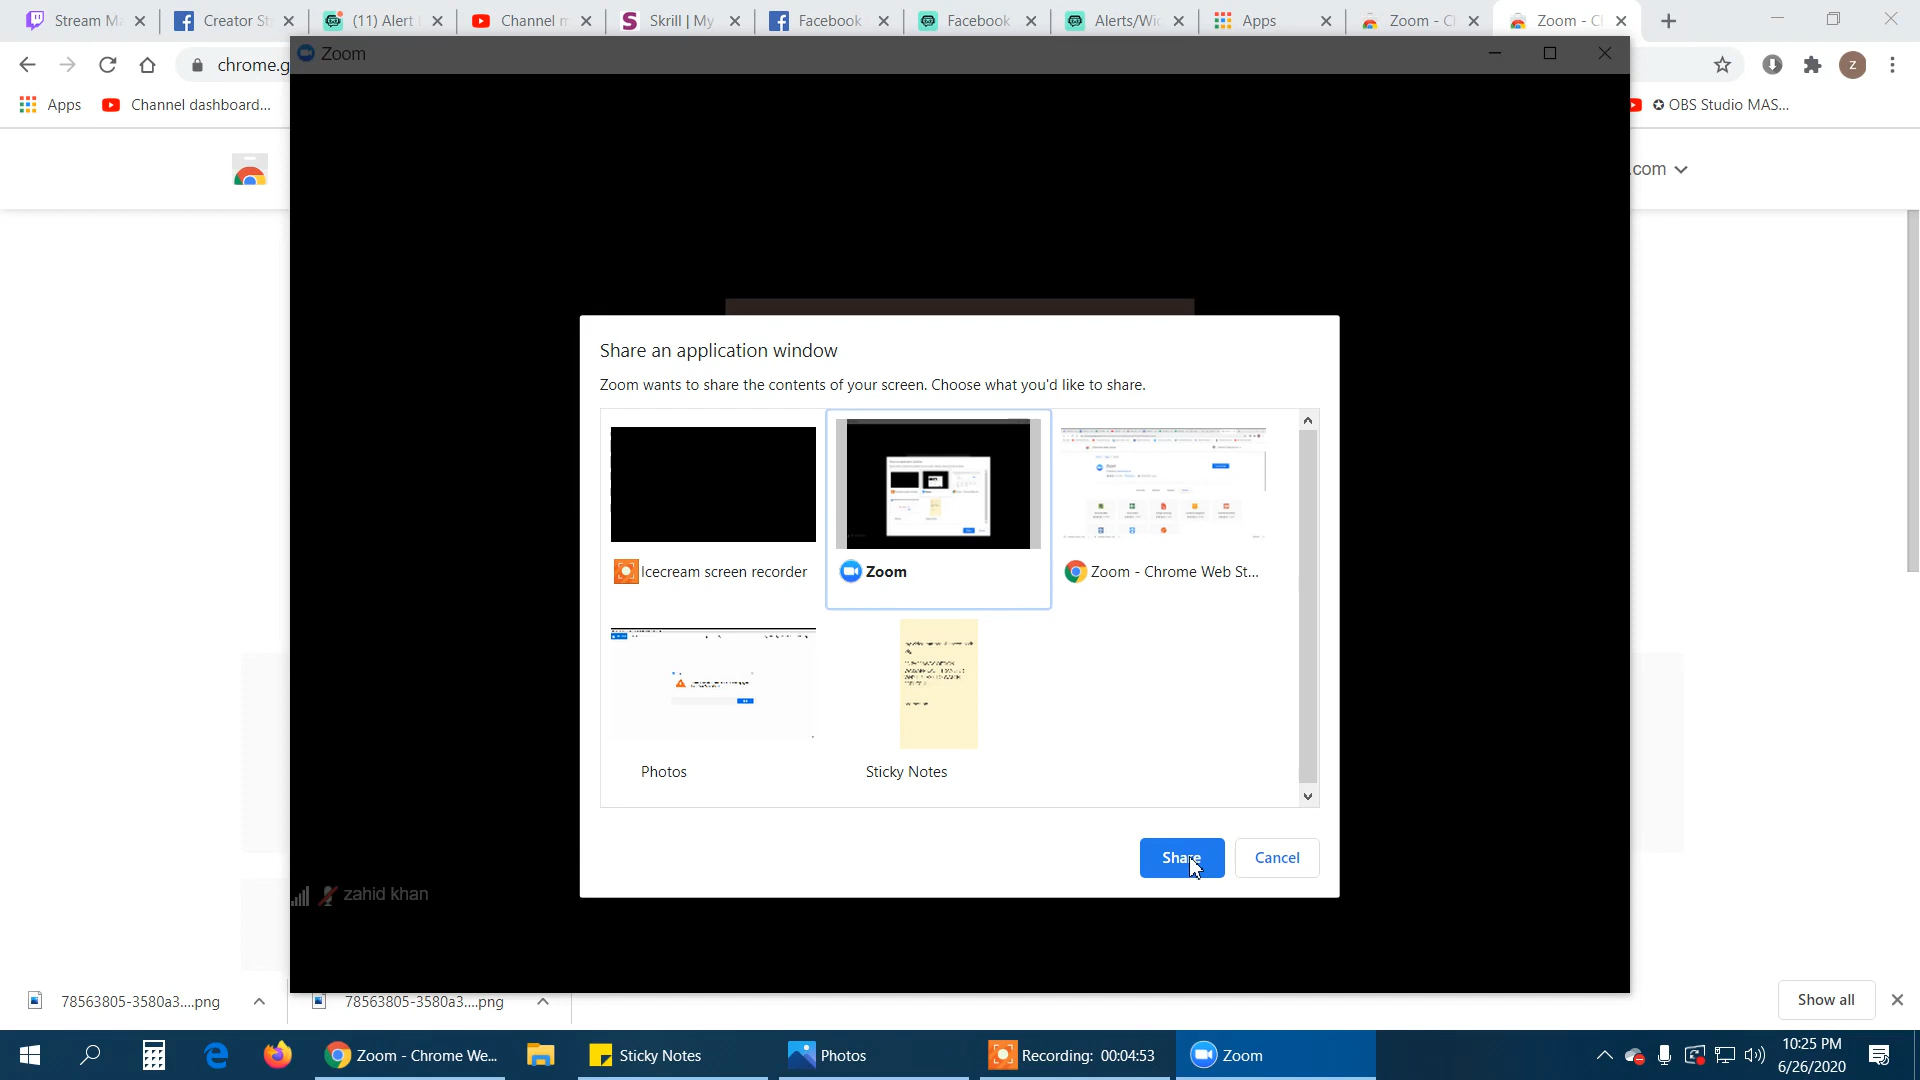 Stream Ma
Creator St
(11) Alert
Channel m
Skrill | My
Facebook
Facebook
Alerts/Wid
Apps
Zoom - C
Zoom - C
chrome.g
Z
Apps
Channel dashboard...
✪ OBS Studio MAS...
Zoom
.com
Share an application window
Zoom wants to share the contents of your screen. Choose what you'd like to share.
Icecream screen recorder
Zoom
Zoom - Chrome Web St...
Photos
Sticky Notes
Share
Cancel
zahid khan
78563805-3580a3....png
78563805-3580a3....png
Show all
Zoom - Chrome We...
Sticky Notes
Photos
Recording: 00:04:53
Zoom
10:25 PM
6/26/2020